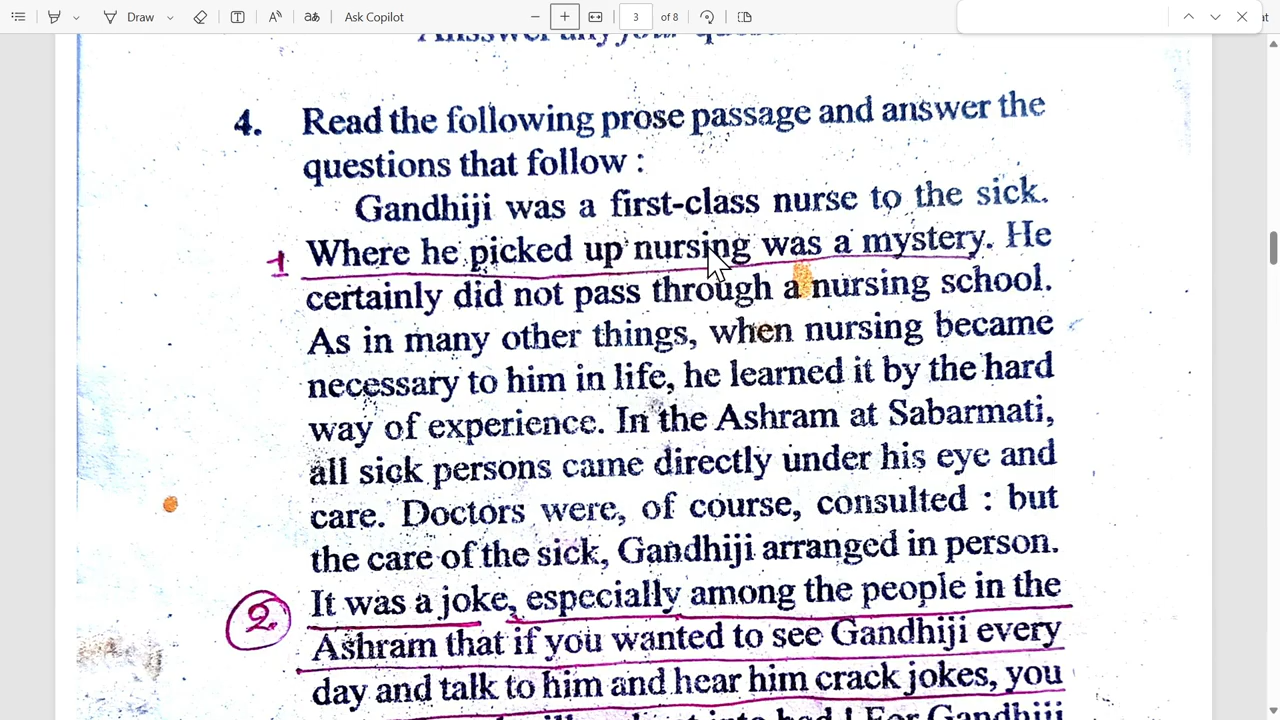 Draw
Ask Copilot
3 of 8
4. Read the following prose passage and answer the
questions that follow :
Gandhiji was a first-class nurse to the sick.
1 Where he picked up nursing was a mystery. He
certainly did not pass through a nursing school.
As in many other things, when nursing became
necessary to him in life, he learned it by the hard
way of experience. In the Ashram at Sabarmati,
all sick persons came directly under his eye and
care. Doctors were, of course, consulted : but
the care of the sick, Gandhiji arranged in person.
2 It was a joke, especially among the people in the
Ashram that if you wanted to see Gandhiji every
day and talk to him and hear him crack jokes, you
into bed ! For Gandhiji